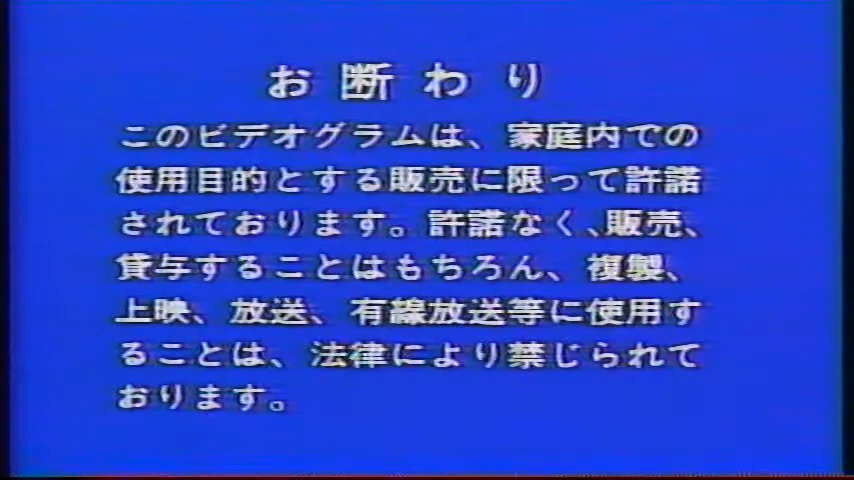 お断わり
このビデオグラムは、家庭内での
使用目的とする販売に限って許諾
されております。許諾なく、販売、
貸与することはもちろん、複製、
上映、放送、有線放送等に使用す
ることは、法律により禁じられて
おります。